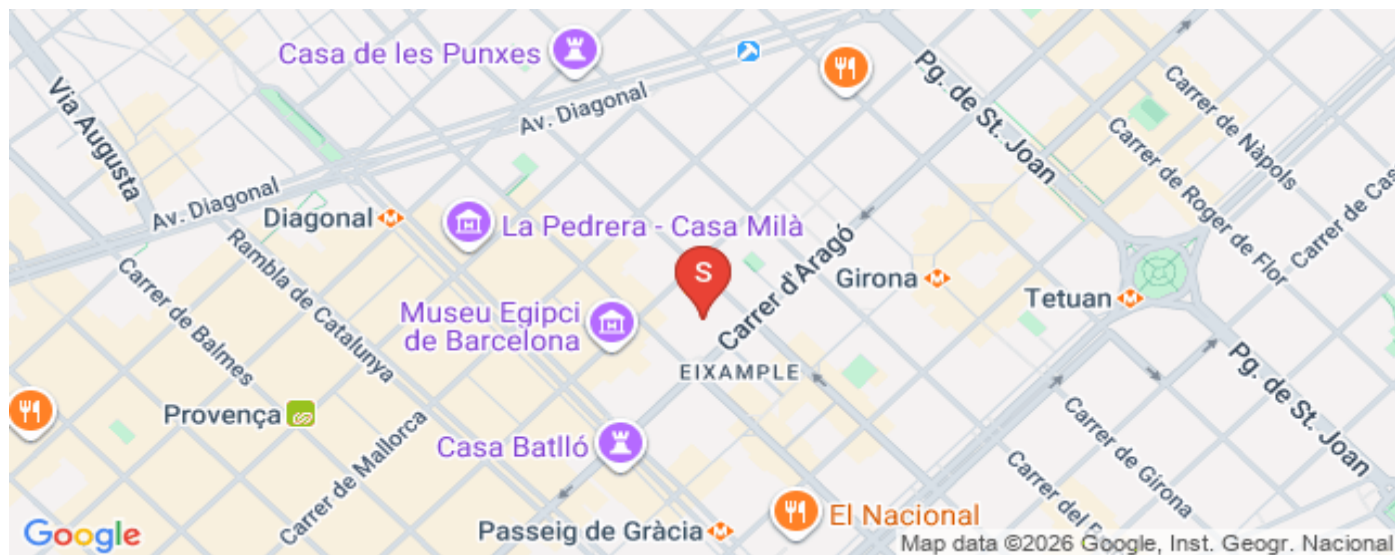 Casa de les Punxes
Via Augusta
Av. Diagonal
Pg. de St. Joan
Carrer de Nàpols
Carrer de Roger de Flor
Carrer de Cas
Av. Diagonal
Diagonal
La Pedrera - Casa Milà
Rambla de Catalunya
Carrer de Balmes
S
Carrer d'Aragó
Girona
Tetuan
Museu Egipci
de Barcelona
EIXAMPLE
Provença
Carrer de Mallorca
Casa Batlló
Pg. de St. Joan
Carrer de Girona
Carrer del
Passeig de Gràcia
El Nacional
Google
Map data ©2026 Google, Inst. Geogr. Nacional